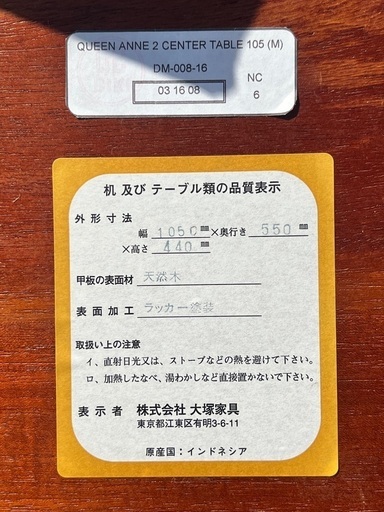 QUEEN ANNE 2 CENTER TABLE 105 (M)
DM-008-16
03 16 08
NC
6
机 及び テーブル類の品質表示
外形寸法
幅 1050 mm ×奥行き 550 mm
×高さ 440 mm
甲板の表面材 天然木
表面加工 ラッカー塗装
取扱い上の注意
イ、直射日光又は、ストーブなどの熱を避けて下さい。
ロ、加熱したなべ、湯わかしなど直接置かないで下さい。
表示者 株式会社 大塚家具
東京都江東区有明3-6-11
原産国：インドネシア